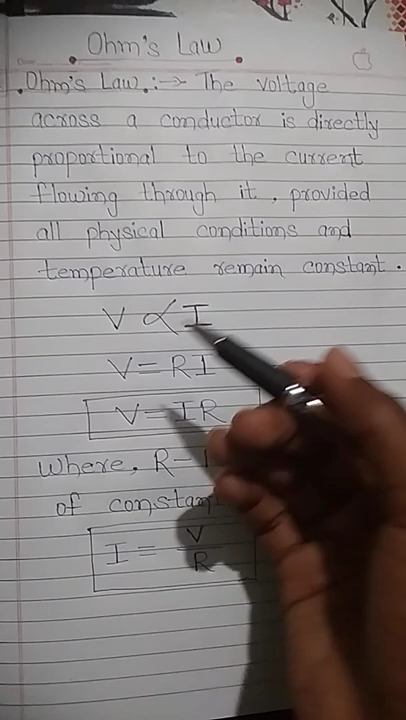 Ohm's Law
Ohm's Law :→ The voltage
across a conductor is directly
proportional to the current
flowing through it, provided
all physical conditions and
temperature remain constant.
V ∝ I
V = RI
V = IR
Where, R -
of constan
I = V/R